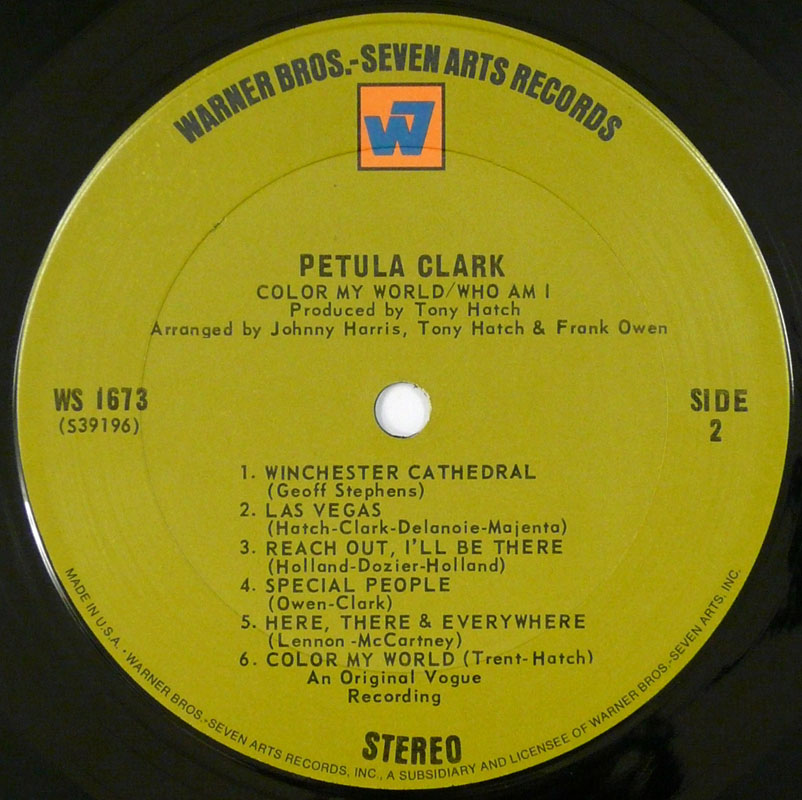 WARNER BROS.-SEVEN ARTS RECORDS
W7
PETULA CLARK
COLOR MY WORLD/WHO AM I
Produced by Tony Hatch
Arranged by Johnny Harris, Tony Hatch & Frank Owen
WS 1673
(S39196)
SIDE
2
1. WINCHESTER CATHEDRAL
(Geoff Stephens)
2. LAS VEGAS
(Hatch-Clark-Delanoie-Majenta)
3. REACH OUT, I'LL BE THERE
(Holland-Dozier-Holland)
4. SPECIAL PEOPLE
(Owen-Clark)
5. HERE, THERE & EVERYWHERE
(Lennon -McCartney)
6. COLOR MY WORLD (Trent-Hatch)
An Original Vogue
Recording
STEREO
MADE IN U.S.A. • WARNER BROS.-SEVEN ARTS RECORDS, INC., A SUBSIDIARY AND LICENSEE OF WARNER BROS.-SEVEN ARTS, INC.